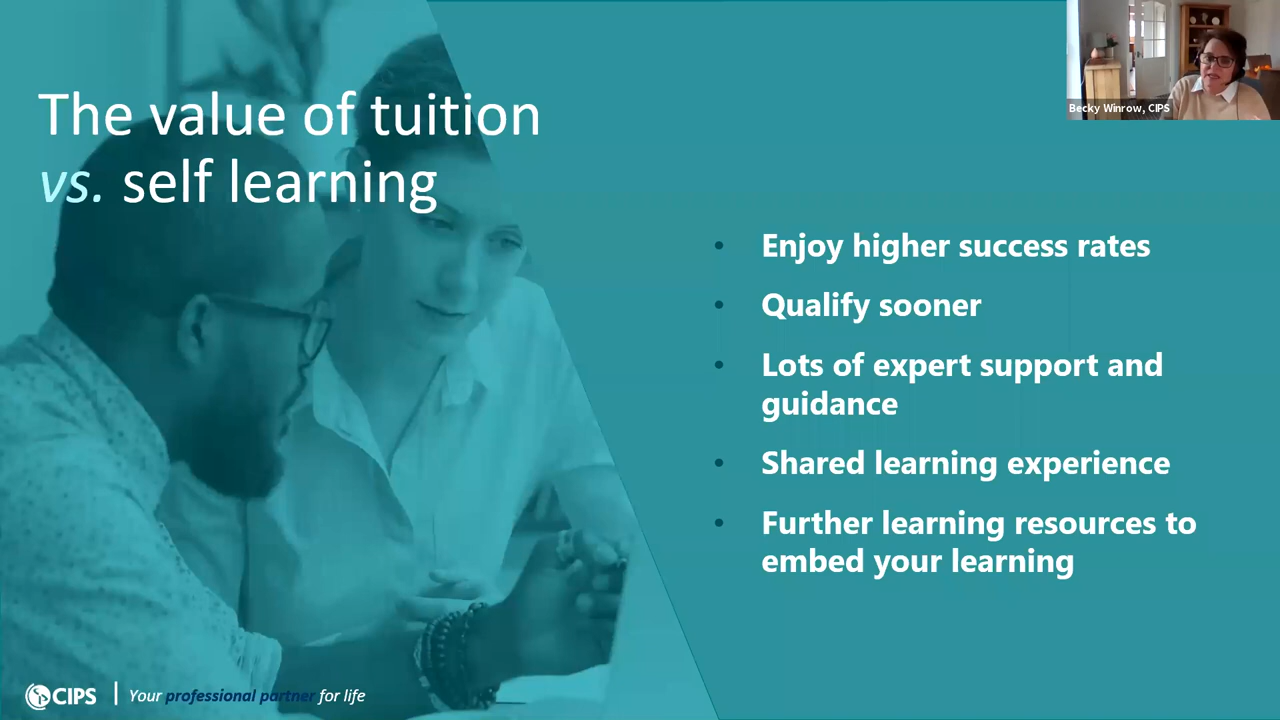 The value of tuition
vs. self learning
Becky Winrow, CIPS
• Enjoy higher success rates
• Qualify sooner
• Lots of expert support and
guidance
• Shared learning experience
• Further learning resources to
embed your learning
CIPS | Your professional partner for life